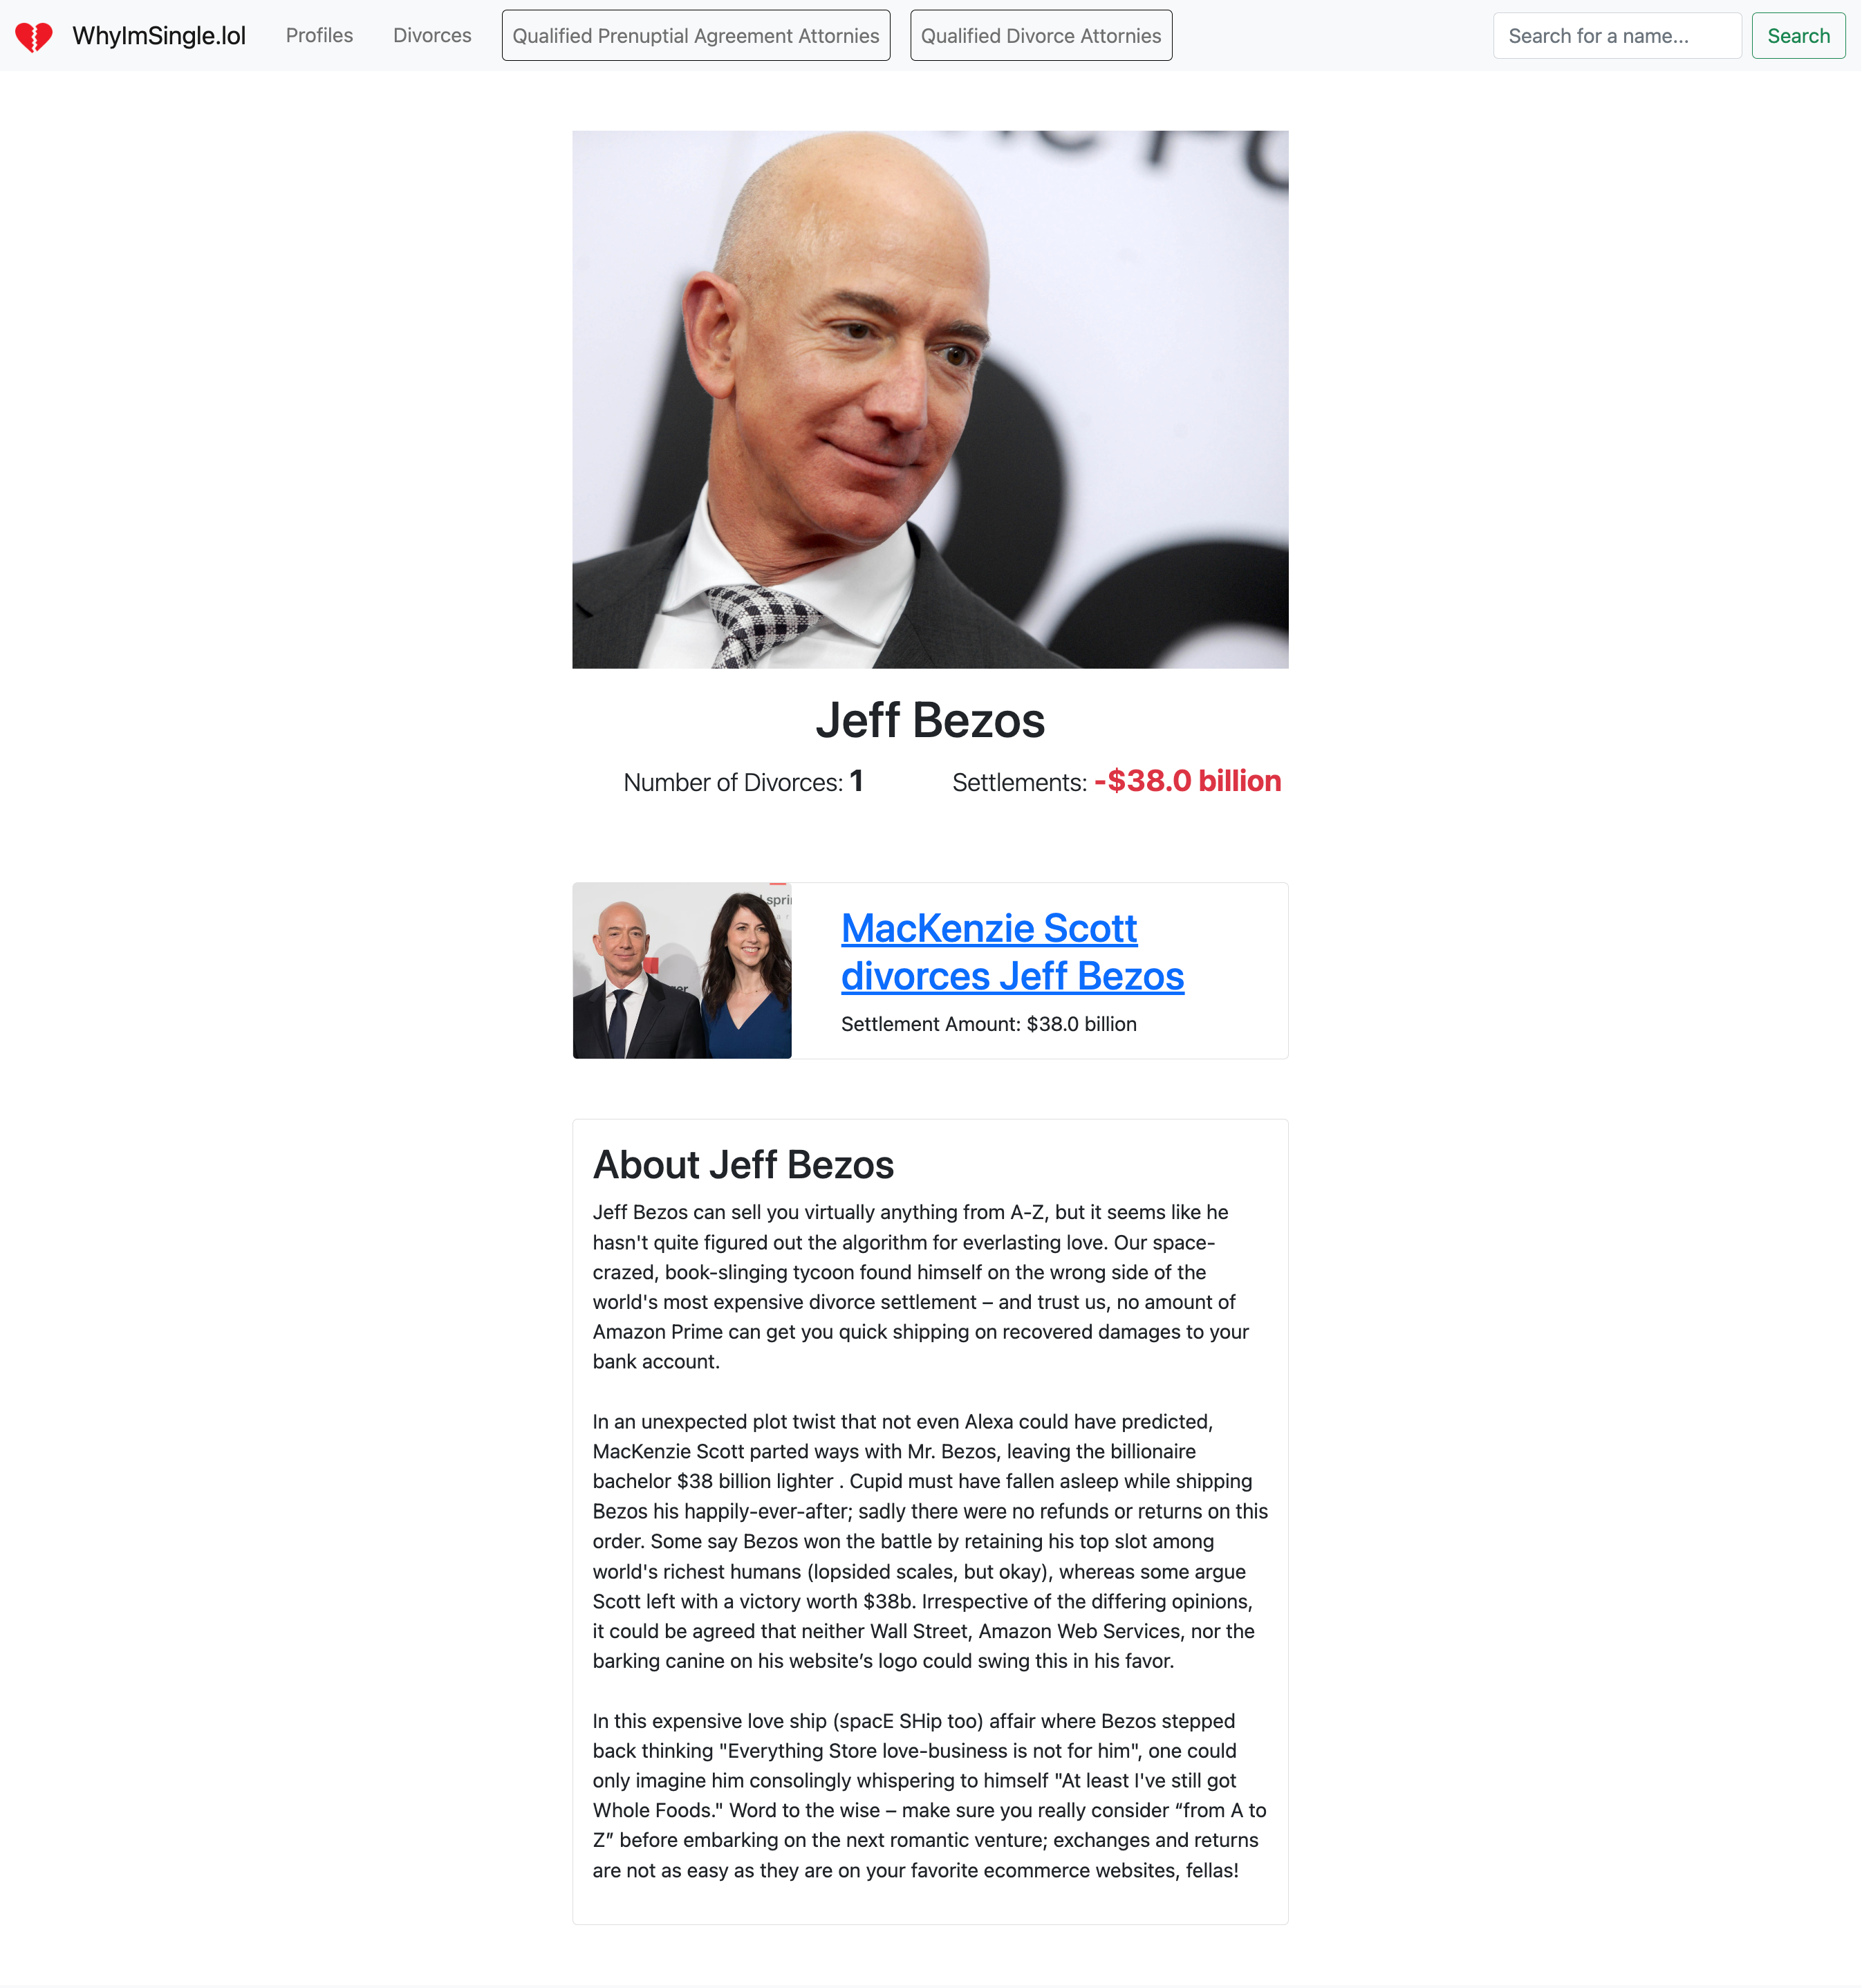 WhyImSingle.lol
Profiles
Divorces
Qualified Prenuptial Agreement Attornies
Qualified Divorce Attornies
Search for a name...
Search
Jeff Bezos
Number of Divorces: 1
Settlements: -$38.0 billion
MacKenzie Scott
divorces Jeff Bezos
Settlement Amount: $38.0 billion
About Jeff Bezos
Jeff Bezos can sell you virtually anything from A-Z, but it seems like he
hasn't quite figured out the algorithm for everlasting love. Our space-
crazed, book-slinging tycoon found himself on the wrong side of the
world's most expensive divorce settlement – and trust us, no amount of
Amazon Prime can get you quick shipping on recovered damages to your
bank account.
In an unexpected plot twist that not even Alexa could have predicted,
MacKenzie Scott parted ways with Mr. Bezos, leaving the billionaire
bachelor $38 billion lighter . Cupid must have fallen asleep while shipping
Bezos his happily-ever-after; sadly there were no refunds or returns on this
order. Some say Bezos won the battle by retaining his top slot among
world's richest humans (lopsided scales, but okay), whereas some argue
Scott left with a victory worth $38b. Irrespective of the differing opinions,
it could be agreed that neither Wall Street, Amazon Web Services, nor the
barking canine on his website’s logo could swing this in his favor.
In this expensive love ship (spacE SHip too) affair where Bezos stepped
back thinking "Everything Store love-business is not for him", one could
only imagine him consolingly whispering to himself "At least I've still got
Whole Foods." Word to the wise – make sure you really consider “from A to
Z” before embarking on the next romantic venture; exchanges and returns
are not as easy as they are on your favorite ecommerce websites, fellas!